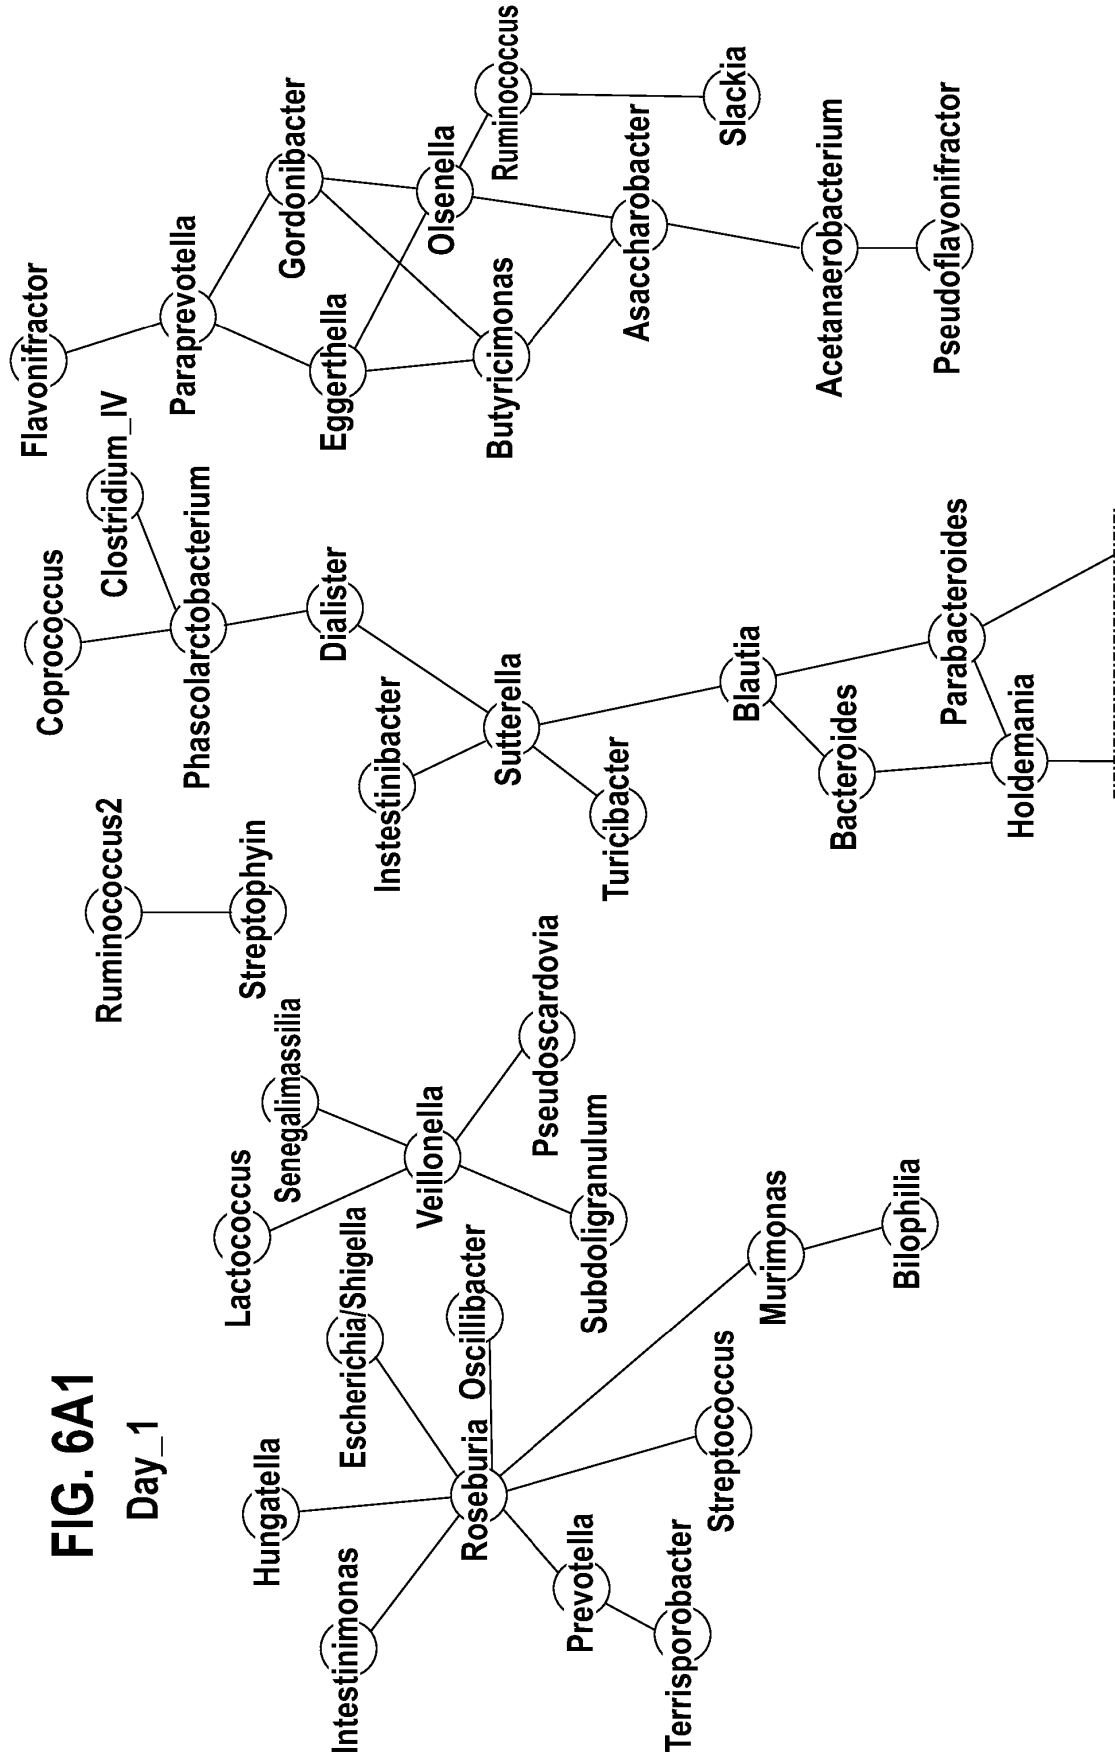 FIG. 6A1
Day_1
Intestinimonas
Hungatella
Escherichia/Shigella
Roseburia
Oscillibacter
Prevotella
Terrisporobacter
Streptococcus
Murimonas
Bilophilia
Lactococcus
Senegalimassilia
Veillonella
Pseudoscardovia
Subdoligranulum
Ruminococcus2
Streptophyin
Coprococcus
Clostridium_IV
Phascolarctobacterium
Dialister
Instestinibacter
Sutterella
Turicibacter
Blautia
Bacteroides
Parabacteroides
Holdemania
Flavonifractor
Paraprevotella
Gordonibacter
Eggerthella
Olsenella
Ruminococcus
Butyricimonas
Asaccharobacter
Slackia
Acetanaerobacterium
Pseudoflavonifractor